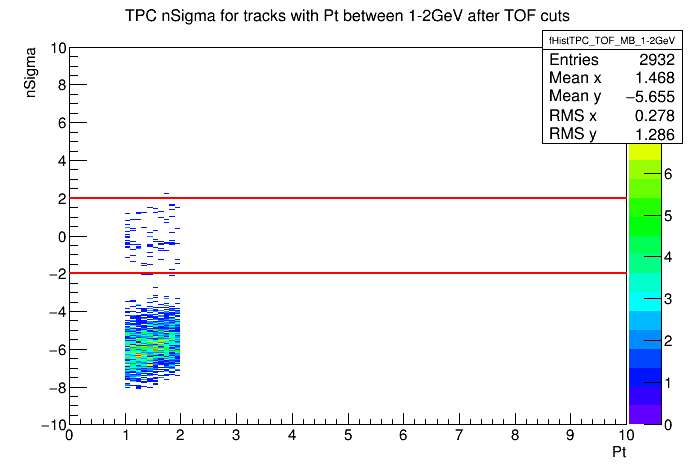 TPC nSigma for tracks with Pt between 1-2GeV after TOF cuts
fHistTPC_TOF_MB_1-2GeV
Entries 2932
Mean x 1.468
Mean y −5.655
RMS x 0.278
RMS y 1.286
nSigma
10
8
6
4
2
0
−2
−4
−6
−8
−10
0 1 2 3 4 5 6 7 8 9 10
Pt
6
5
4
3
2
1
0